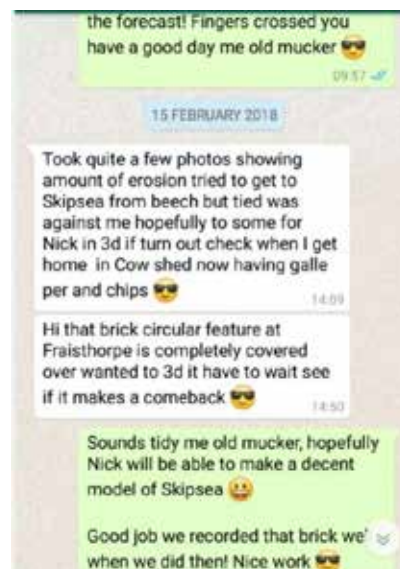 the forecast! Fingers crossed you
have a good day me old mucker 😎
09:57
15 FEBRUARY 2018
Took quite a few photos showing
amount of erosion tried to get to
Skipsea from beech but tied was
against me hopefully to some for
Nick in 3d if turn out check when I get
home in Cow shed now having galle
per and chips 😎
14:09
Hi that brick circular feature at
Fraisthorpe is completely covered
over wanted to 3d it have to wait see
if it makes a comeback 😎
14:50
Sounds tidy me old mucker, hopefully
Nick will be able to make a decent
model of Skipsea 😀
Good job we recorded that brick we
when we did then! Nice work 😎